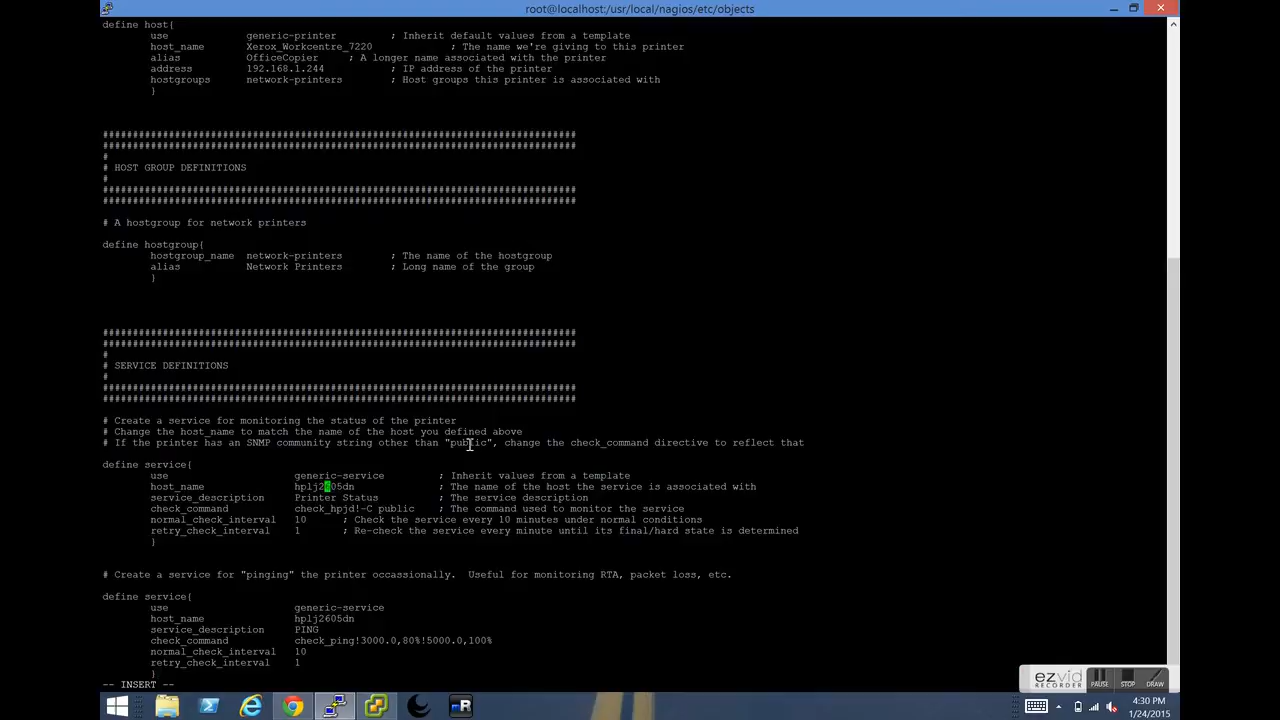 root@localhost:/usr/local/nagios/etc/objects
define host{
use generic-printer ; Inherit default values from a template
host_name Xerox_Workcentre_7220 ; The name we're giving to this printer
alias OfficeCopier ; A longer name associated with the printer
address 192.168.1.244 ; IP address of the printer
hostgroups network-printers ; Host groups this printer is associated with
}
###############################################################################
###############################################################################
#
# HOST GROUP DEFINITIONS
#
###############################################################################
###############################################################################
# A hostgroup for network printers
define hostgroup{
hostgroup_name network-printers ; The name of the hostgroup
alias Network Printers ; Long name of the group
}
###############################################################################
###############################################################################
#
# SERVICE DEFINITIONS
#
###############################################################################
###############################################################################
# Create a service for monitoring the status of the printer
# Change the host_name to match the name of the host you defined above
# If the printer has an SNMP community string other than "public", change the check_command directive to reflect that
define service{
use generic-service ; Inherit values from a template
host_name hplj2605dn ; The name of the host the service is associated with
service_description Printer Status ; The service description
check_command check_hpjd!-C public ; The command used to monitor the service
normal_check_interval 10 ; Check the service every 10 minutes under normal conditions
retry_check_interval 1 ; Re-check the service every minute until its final/hard state is determined
}
# Create a service for "pinging" the printer occassionally. Useful for monitoring RTA, packet loss, etc.
define service{
use generic-service
host_name hplj2605dn
service_description PING
check_command check_ping!3000.0,80%!5000.0,100%
normal_check_interval 10
retry_check_interval 1
}
-- INSERT --
ezvid
RECORDER
PAUSE STOP DRAW
4:30 PM
1/24/2015